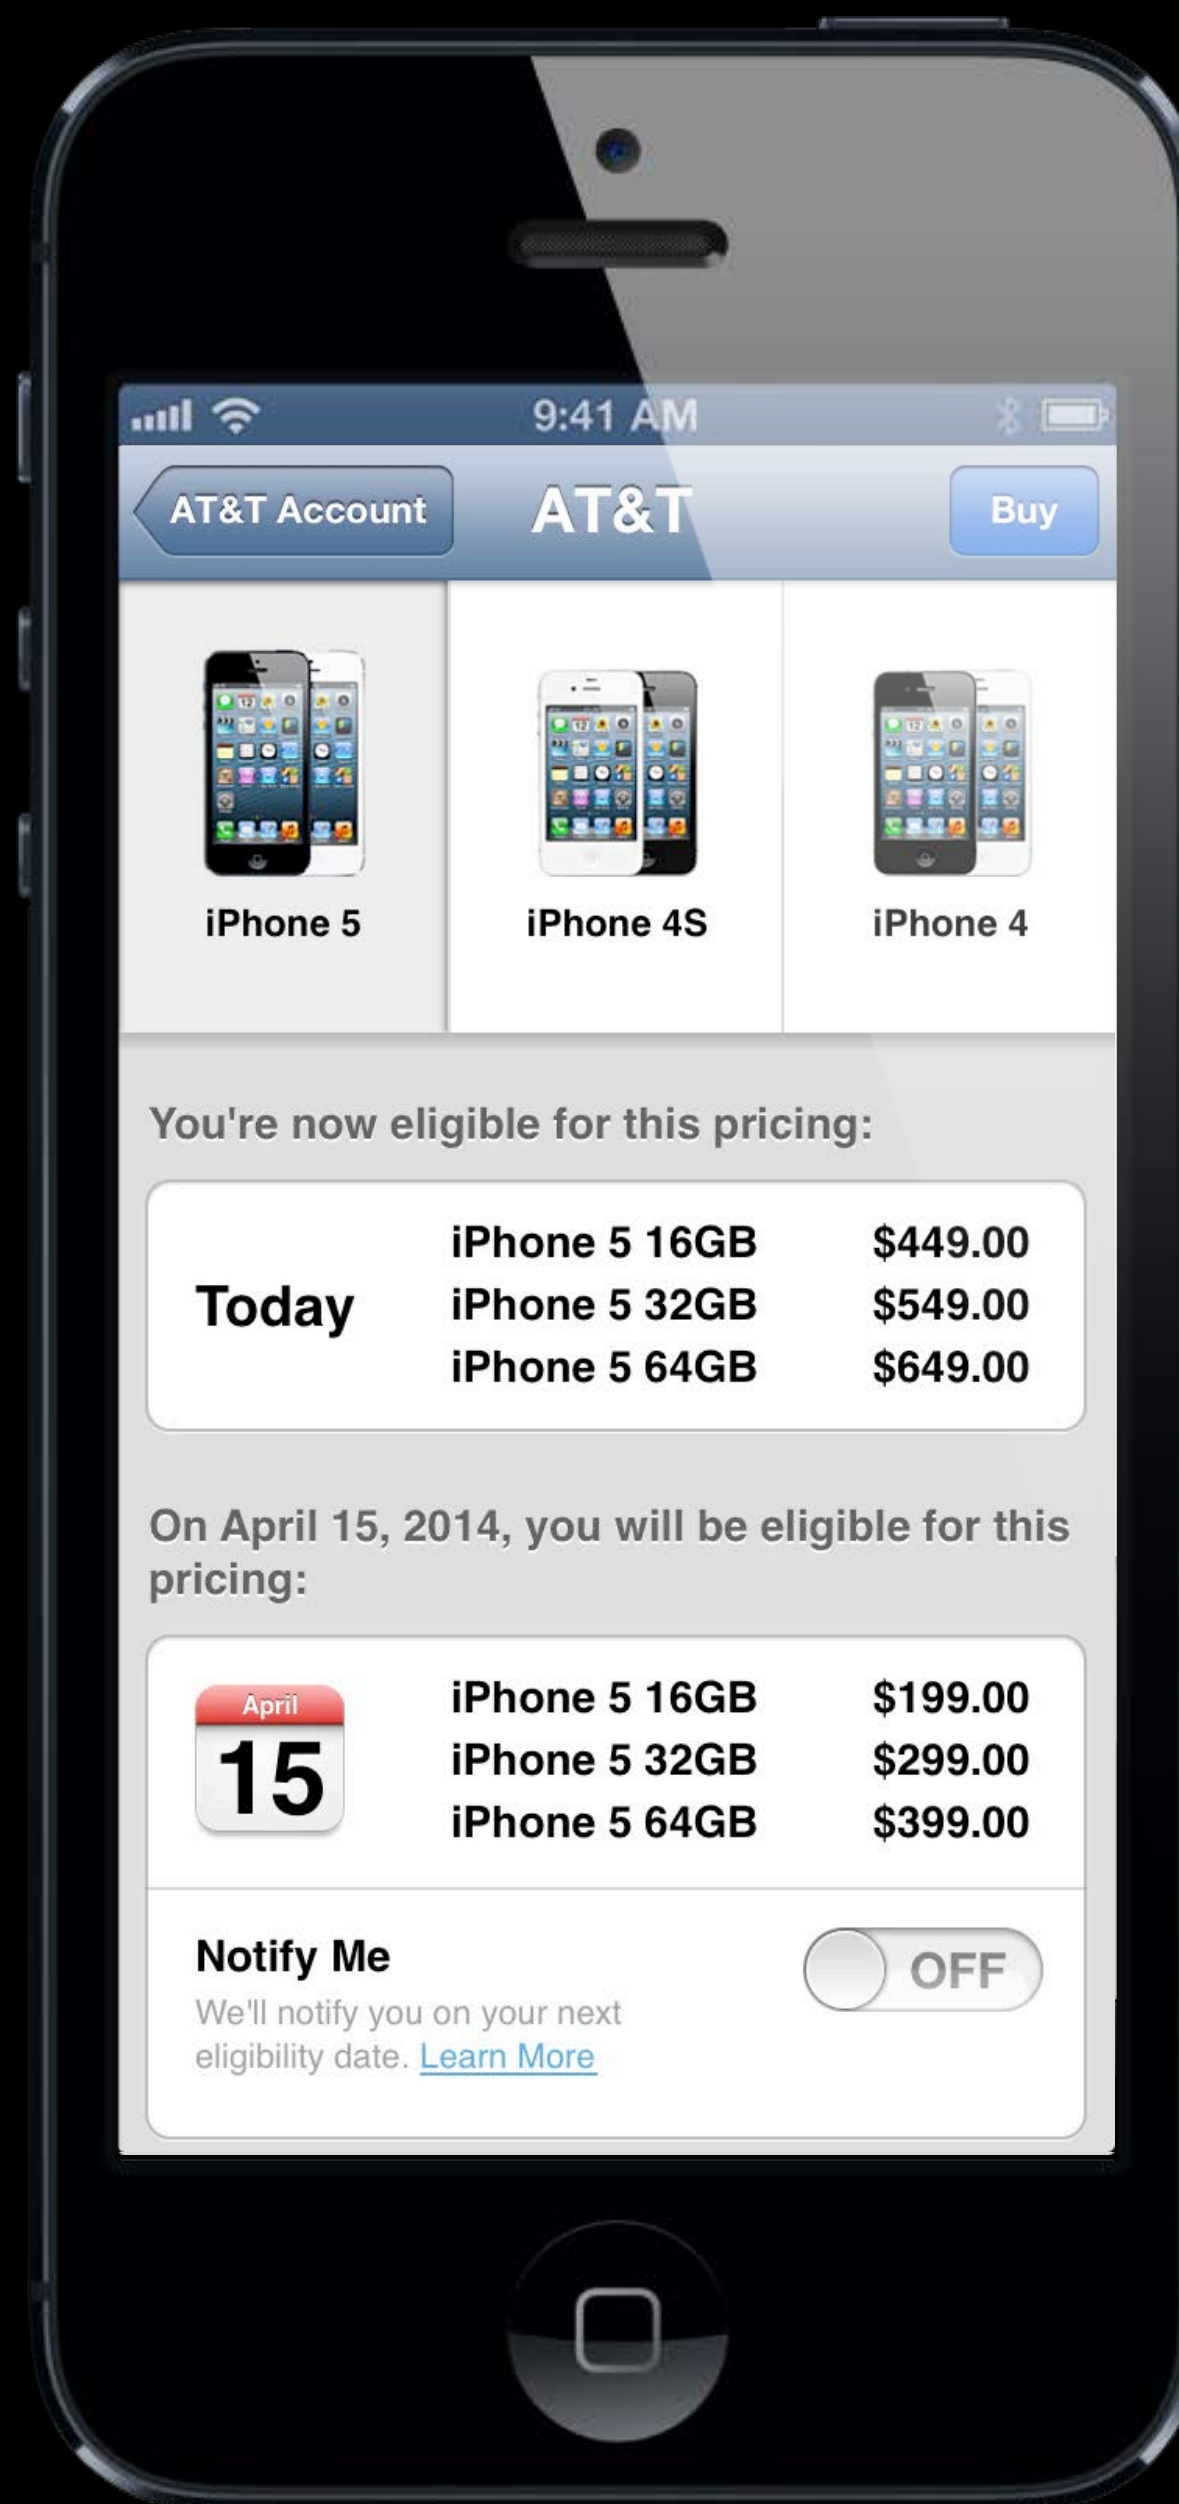 9:41 AM
AT&T Account
AT&T
Buy
iPhone 5
iPhone 4S
iPhone 4
You're now eligible for this pricing:
Today
iPhone 5 16GB $449.00
iPhone 5 32GB $549.00
iPhone 5 64GB $649.00
On April 15, 2014, you will be eligible for this
pricing:
April
15
iPhone 5 16GB $199.00
iPhone 5 32GB $299.00
iPhone 5 64GB $399.00
Notify Me
OFF
We'll notify you on your next
eligibility date. Learn More